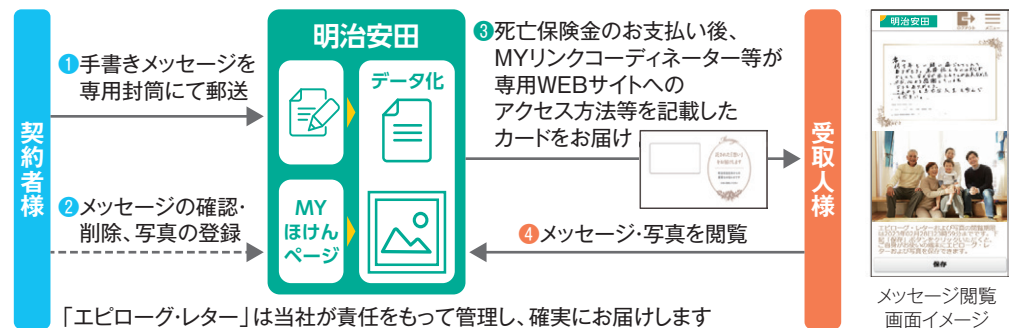 契約者様
❶手書きメッセージを
専用封筒にて郵送
❷メッセージの確認・
削除、写真の登録
明治安田
データ化
MY
ほけん
ページ
❸死亡保険金のお支払い後、
MYリンクコーディネーター等が
専用WEBサイトへの
アクセス方法等を記載した
カードをお届け
❹メッセージ・写真を閲覧
受取人様
「エピローグ・レター」は当社が責任をもって管理し、確実にお届けします
明治安田
保存
メッセージ閲覧
画面イメージ